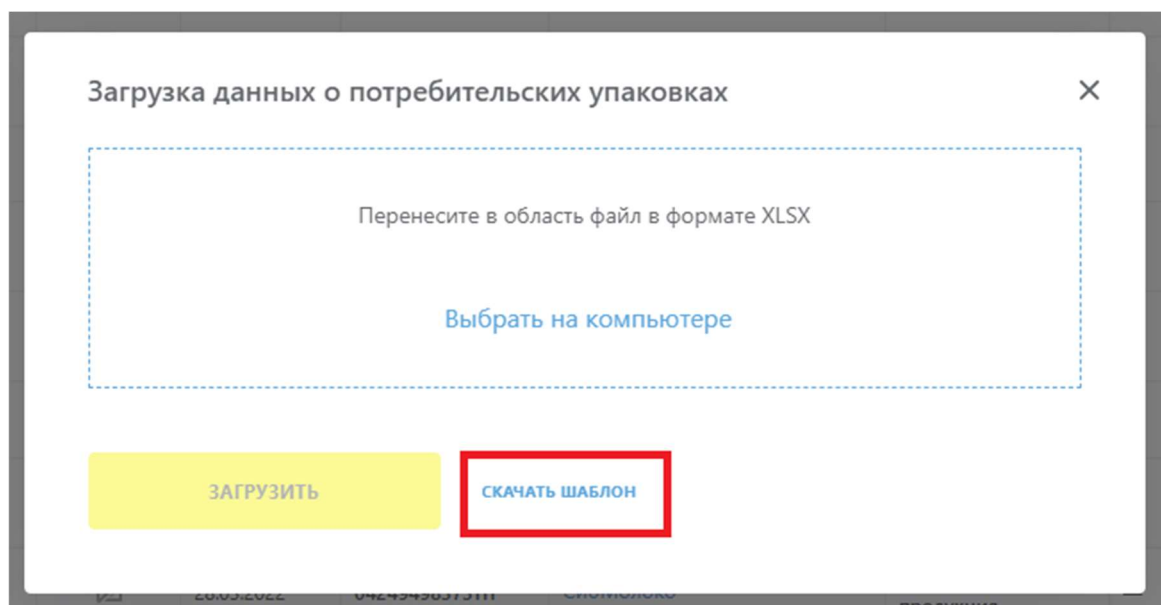 Загрузка данных о потребительских упаковках
Перенесите в область файл в формате XLSX
Выбрать на компьютере
ЗАГРУЗИТЬ
СКАЧАТЬ ШАБЛОН